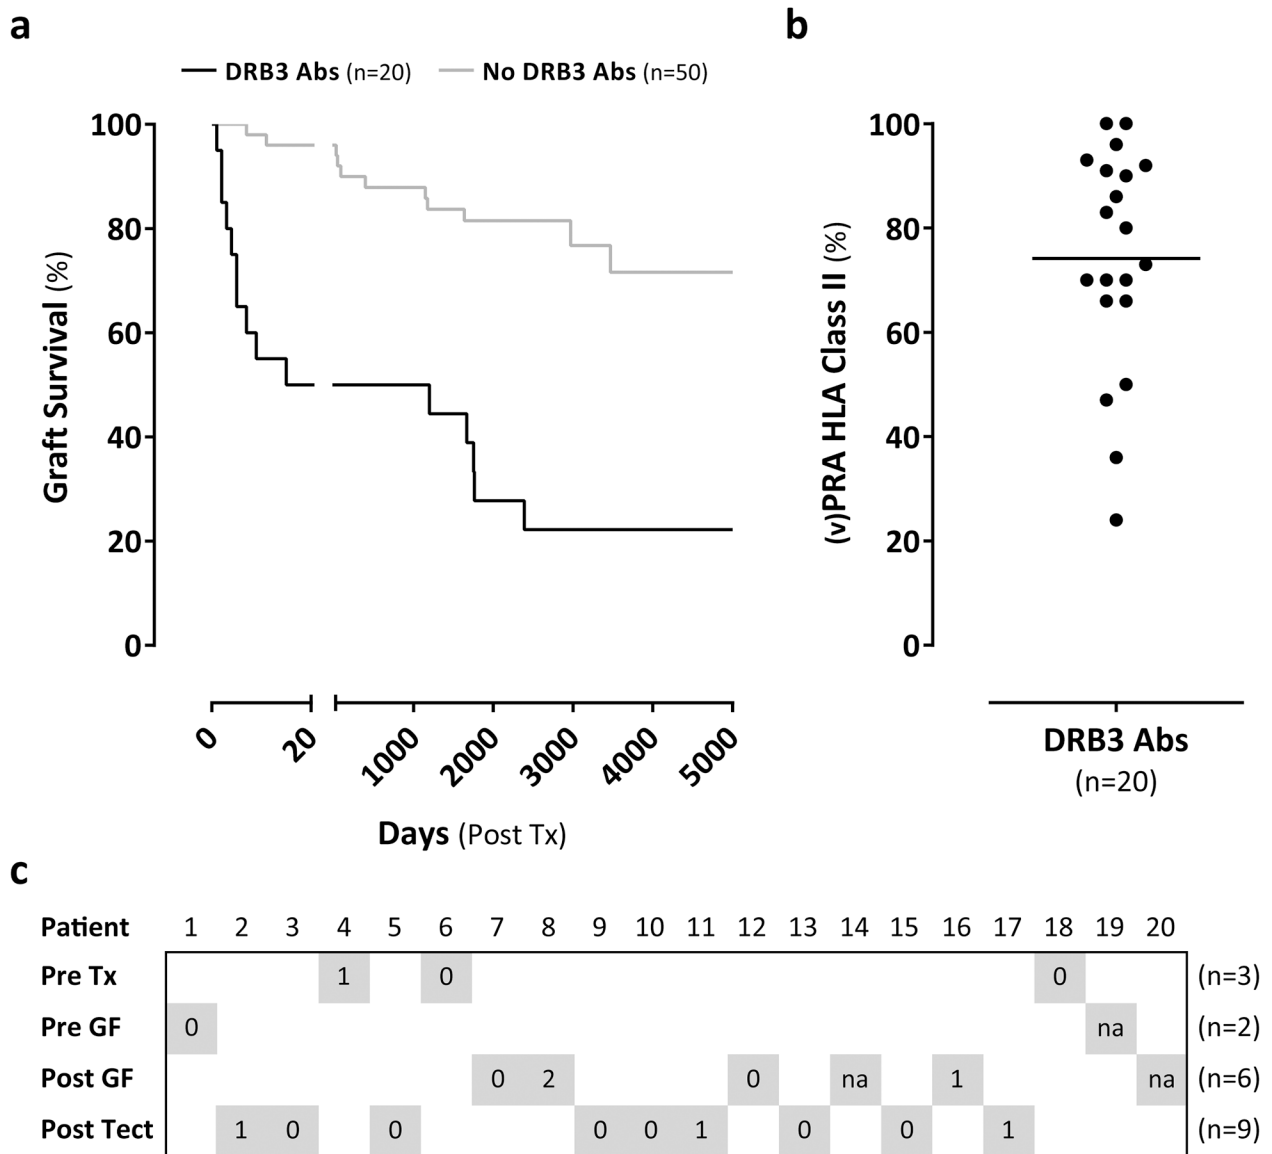 a
b
DRB3 Abs (n=20) No DRB3 Abs (n=50)
Graft Survival (%)
100
80
60
40
20
0
0 20 1000 2000 3000 4000 5000
Days (Post Tx)
(v)PRA HLA Class II (%)
100
80
60
40
20
0
DRB3 Abs
(n=20)
c
Patient 1 2 3 4 5 6 7 8 9 10 11 12 13 14 15 16 17 18 19 20
Pre Tx 1 0 0 (n=3)
Pre GF 0 na (n=2)
Post GF 0 2 0 na 1 na (n=6)
Post Tect 1 0 0 0 0 1 0 0 1 (n=9)